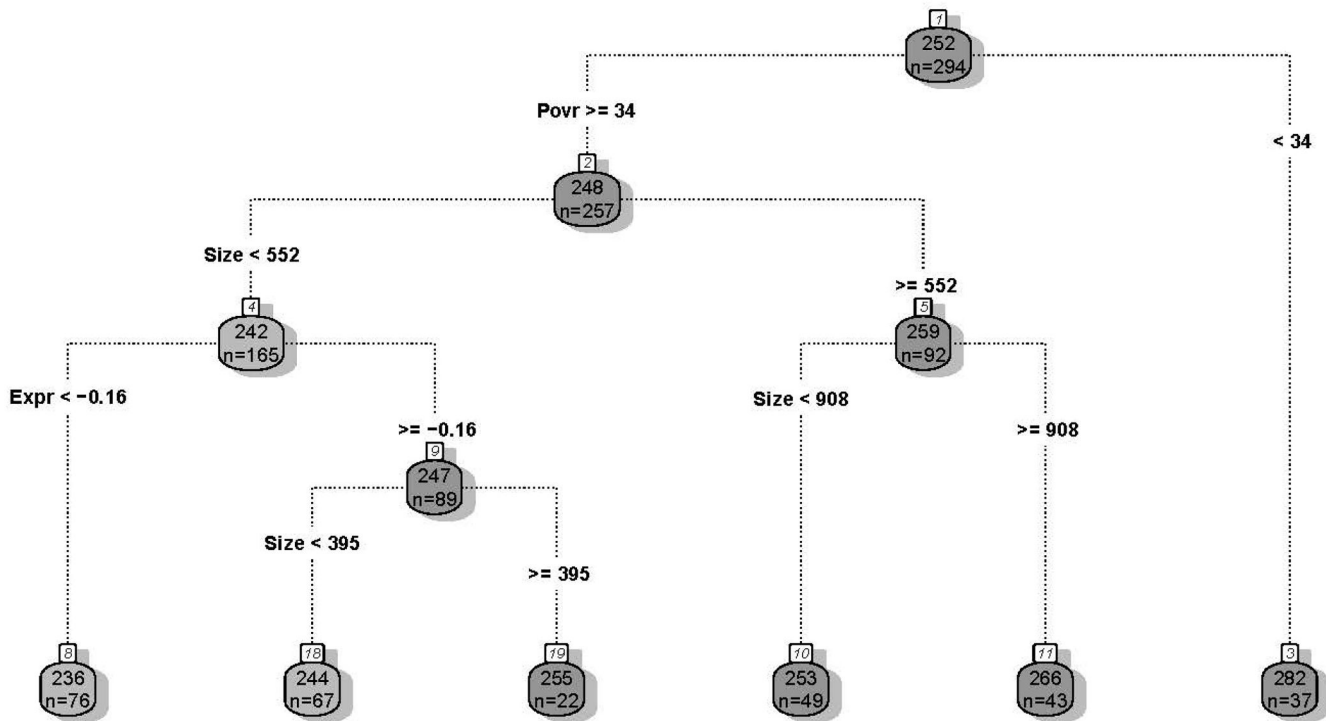 1
252
n=294
Povr >= 34
< 34
2
248
n=257
Size < 552
>= 552
4
242
n=165
5
259
n=92
Expr < −0.16
>= −0.16
Size < 908
>= 908
9
247
n=89
Size < 395
>= 395
8
236
n=76
18
244
n=67
19
255
n=22
10
253
n=49
11
266
n=43
3
282
n=37